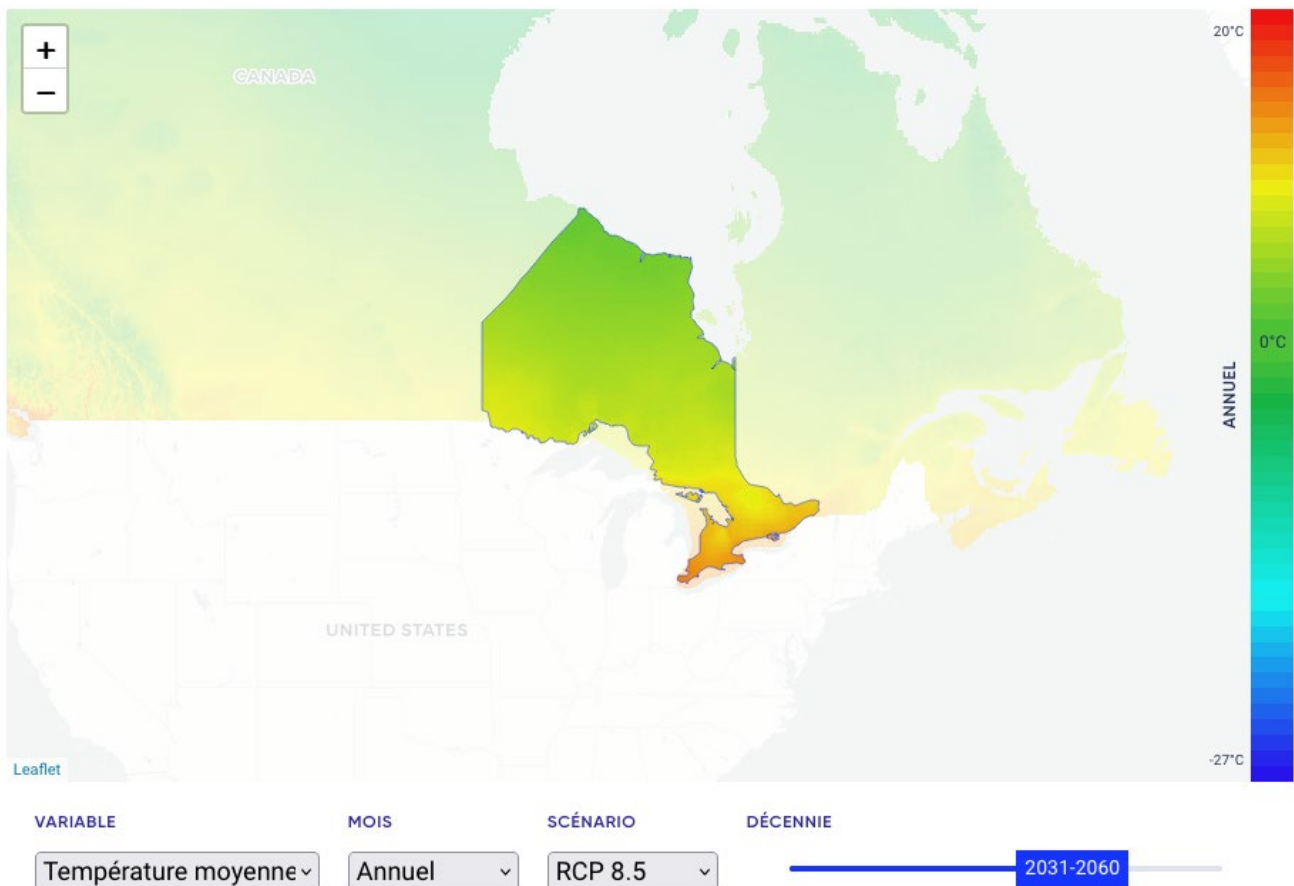 +
−
CANADA
20°C
0°C
ANNUEL
UNITED STATES
-27°C
Leaflet
VARIABLE
MOIS
SCÉNARIO
DÉCENNIE
Température moyenne
Annuel
RCP 8.5
2031-2060